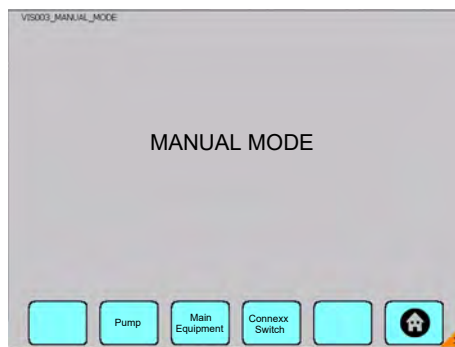 VIS003_MANUAL_MODE
MANUAL MODE
Pump
Main
Equipment
Connexx
Switch